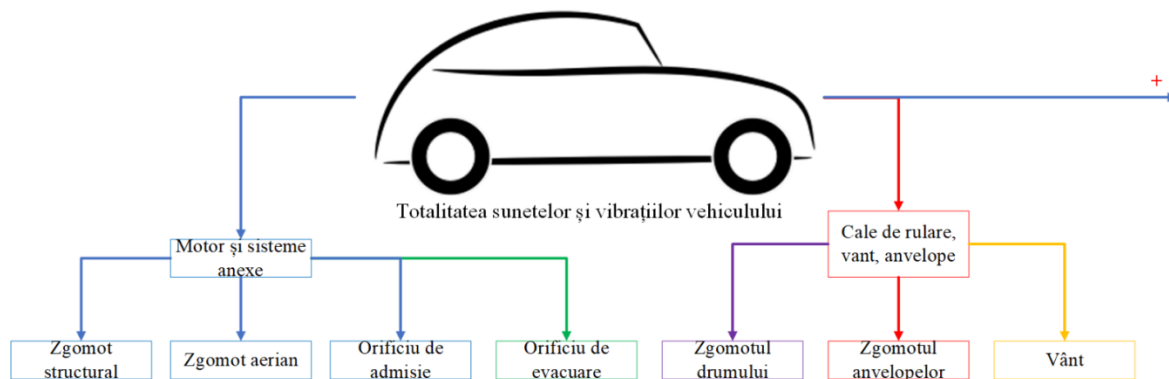 +
Totalitatea sunetelor și vibrațiilor vehiculului
Motor și sisteme
anexe
Cale de rulare,
vant, anvelope
Zgomot
structural
Zgomot aerian
Orificiu de
admisie
Orificiu de
evacuare
Zgomotul
drumului
Zgomotul
anvelopelor
Vânt